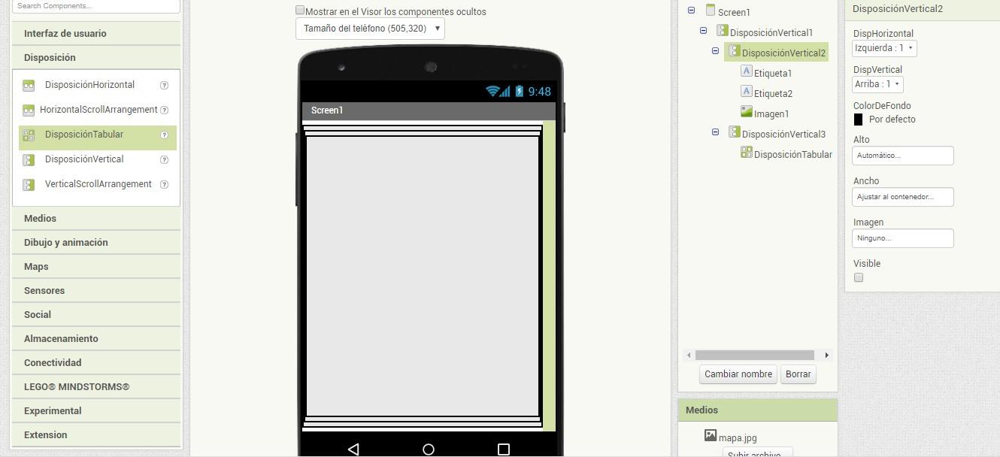 Search Components...
Interfaz de usuario
Disposición
DisposiciónHorizontal
?
HorizontalScrollArrangement
?
DisposiciónTabular
?
DisposiciónVertical
?
VerticalScrollArrangement
?
Medios
Dibujo y animación
Maps
Sensores
Social
Almacenamiento
Conectividad
LEGO® MINDSTORMS®
Experimental
Extension
Mostrar en el Visor los componentes ocultos
Tamaño del teléfono (505,320)
9:48
Screen1
Screen1
DisposiciónVertical1
DisposiciónVertical2
A Etiqueta1
A Etiqueta2
Imagen1
DisposiciónVertical3
DisposiciónTabular
Cambiar nombre
Borrar
Medios
mapa.jpg
Subir archivo...
DisposiciónVertical2
DispHorizontal
Izquierda : 1
DispVertical
Arriba : 1
ColorDeFondo
Por defecto
Alto
Automático...
Ancho
Ajustar al contenedor...
Imagen
Ninguno...
Visible